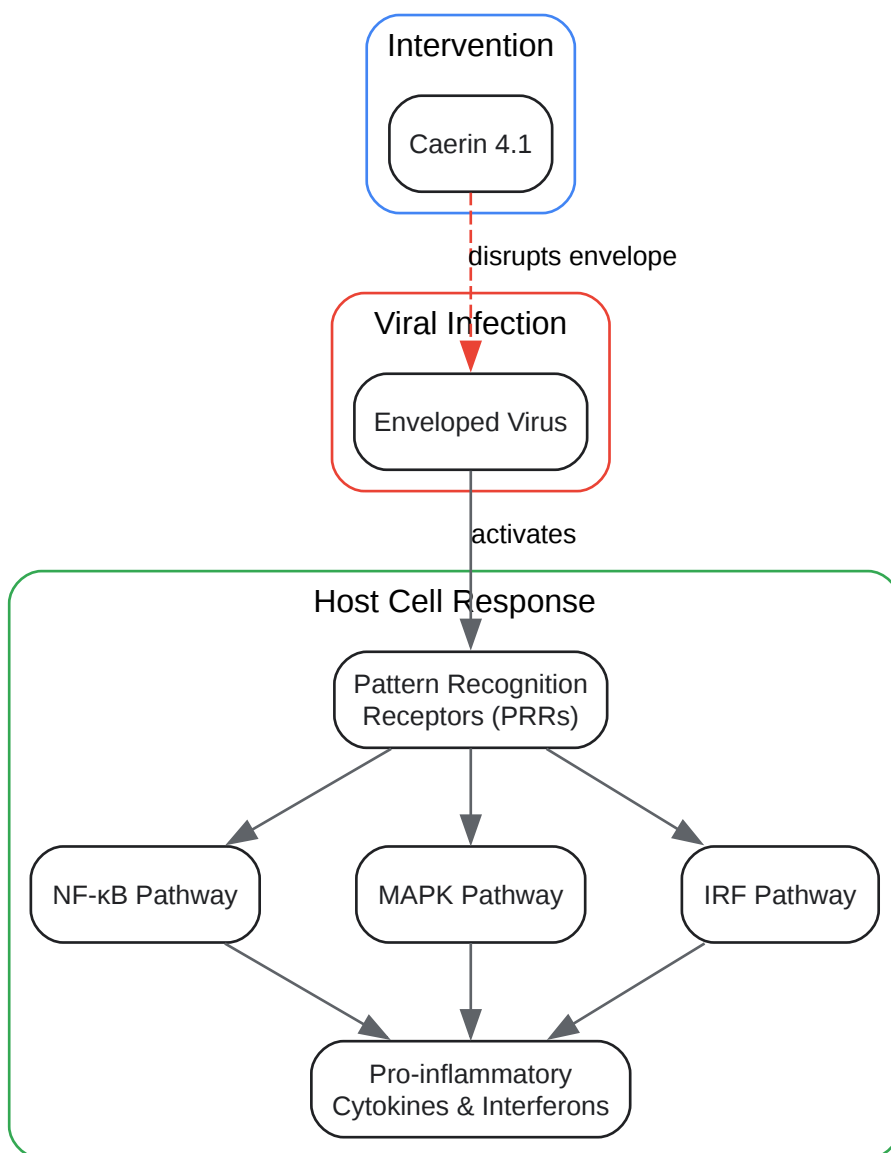 Intervention
Caerin 4.1
disrupts envelope
Viral Infection
Enveloped Virus
activates
Host Cell Response
Pattern Recognition
Receptors (PRRs)
NF-κB Pathway
MAPK Pathway
IRF Pathway
Pro-inflammatory
Cytokines & Interferons